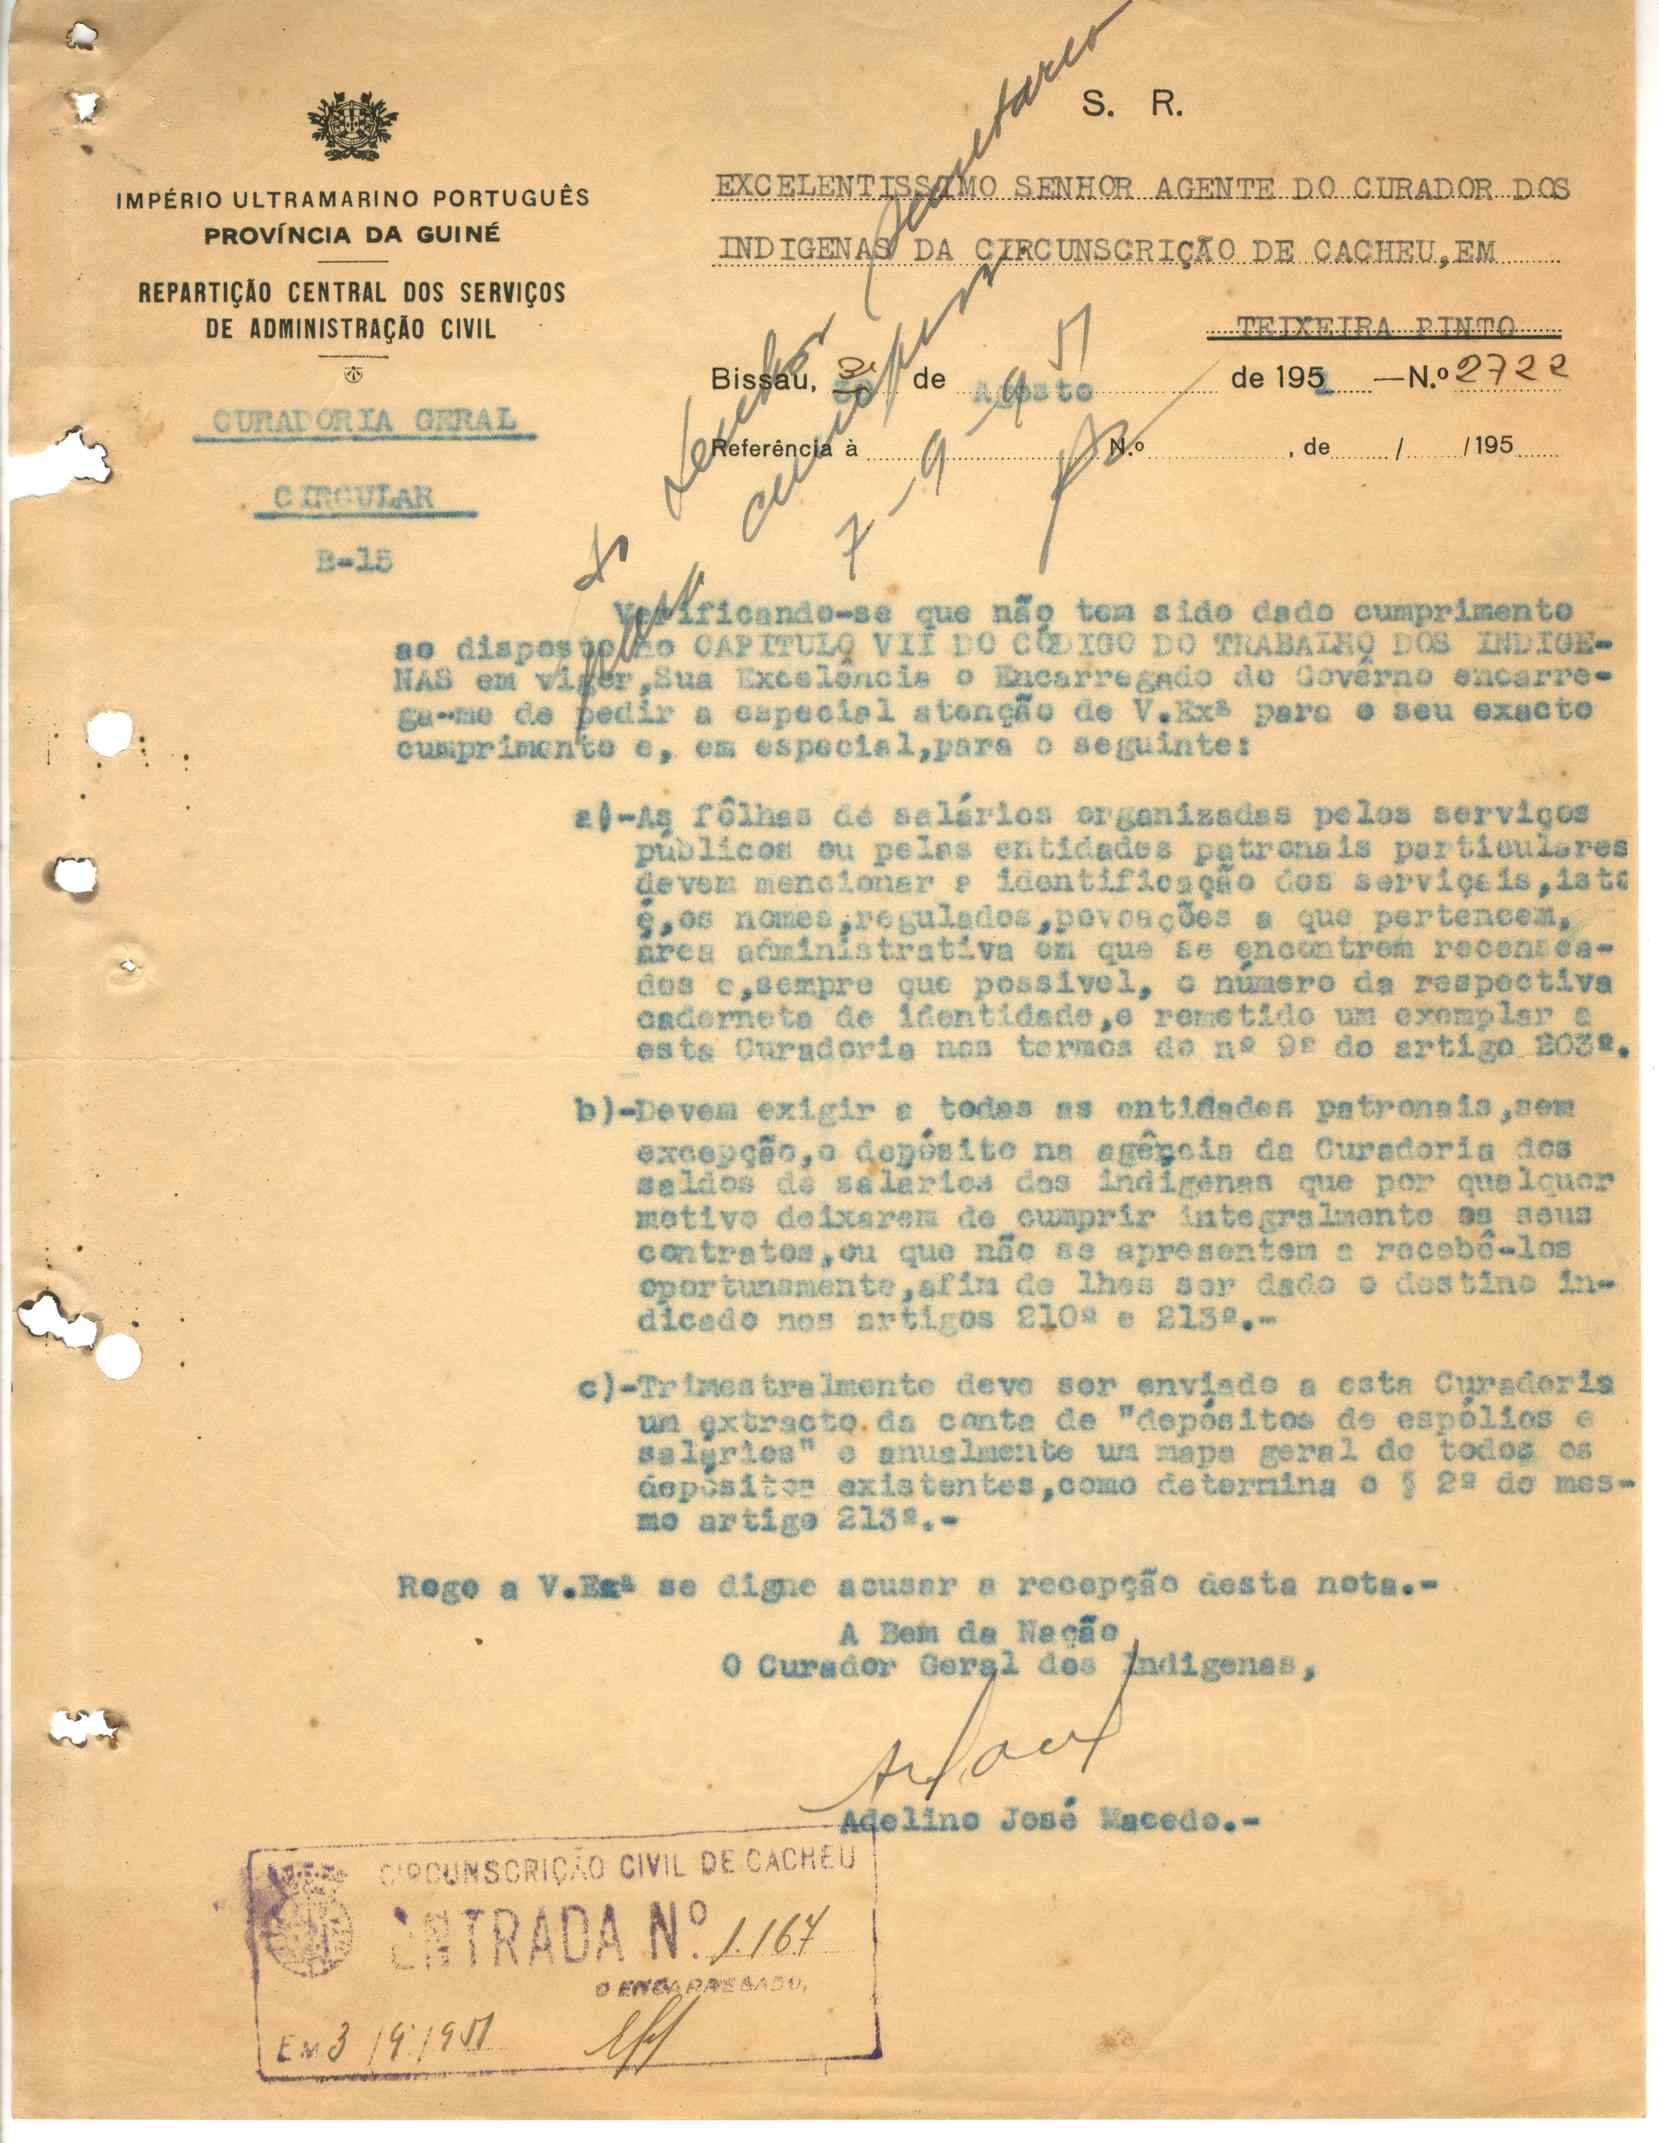 S. R.
IMPÉRIO ULTRAMARINO PORTUGUÊS
PROVÍNCIA DA GUINÉ
REPARTIÇÃO CENTRAL DOS SERVIÇOS
DE ADMINISTRAÇÃO CIVIL
CURADORIA GERAL
CIRCULAR
B-15
EXCELENTISSIMO SENHOR AGENTE DO CURADOR DOS
INDIGENAS DA CIRCUNSCRIÇÃO DE CACHEU,EM
TEIXEIRA PINTO
Bissau, 31 de Agosto de 1951 — N.º 2722
Referência à N.º , de / /195
Ao Senhor Secretario
para cumprir.
7-9-951
Verificando-se que não tem sido dado cumprimento
ao disposto no CAPITULO VII DO CÓDIGO DO TRABALHO DOS INDIGE-
NAS em vigor,Sua Excelência o Encarregado do Govêrno encarre-
ga-me de pedir a especial atenção de V.Exª para o seu exacto
cumprimento e, em especial,para o seguinte:
a)-As fôlhas de salários organizadas pelos serviços
públicos ou pelas entidades patronais particulares
devem mencionar a identificação dos serviçais,isto
é,os nomes,regulados,povoações a que pertencem,
área administrativa em que se encontrem recensea-
dos e,sempre que possivel, o número da respectiva
caderneta de identidade,e remetido um exemplar a
esta Curadoria nos termos do nº 9º do artigo 203º.
b)-Devem exigir a todas as entidades patronais,sem
excepção,o depósito na agência da Curadoria dos
saldos de salários dos indígenas que por qualquer
motivo deixarem de cumprir integralmente os seus
contratos,ou que não se apresentem a recebê-los
oportunamente,afim de lhes ser dado o destino in-
dicado nos artigos 210º e 213º.-
c)-Trimestralmente deve ser enviado a esta Curadoria
um extracto da conta de "depósitos de espólios e
salários" e anualmente um mapa geral de todos os
depósitos existentes,como determina o § 2º do mes-
mo artigo 213º.-
Rogo a V.Exª se digne acusar a recepção desta nota.-
A Bem da Nação
O Curador Geral dos Indigenas,
Adelino José Macedo.-
CIRCUNSCRIÇÃO CIVIL DE CACHEU
ENTRADA N.º 1.167
O ENCARREGADO,
EM 3/9/951